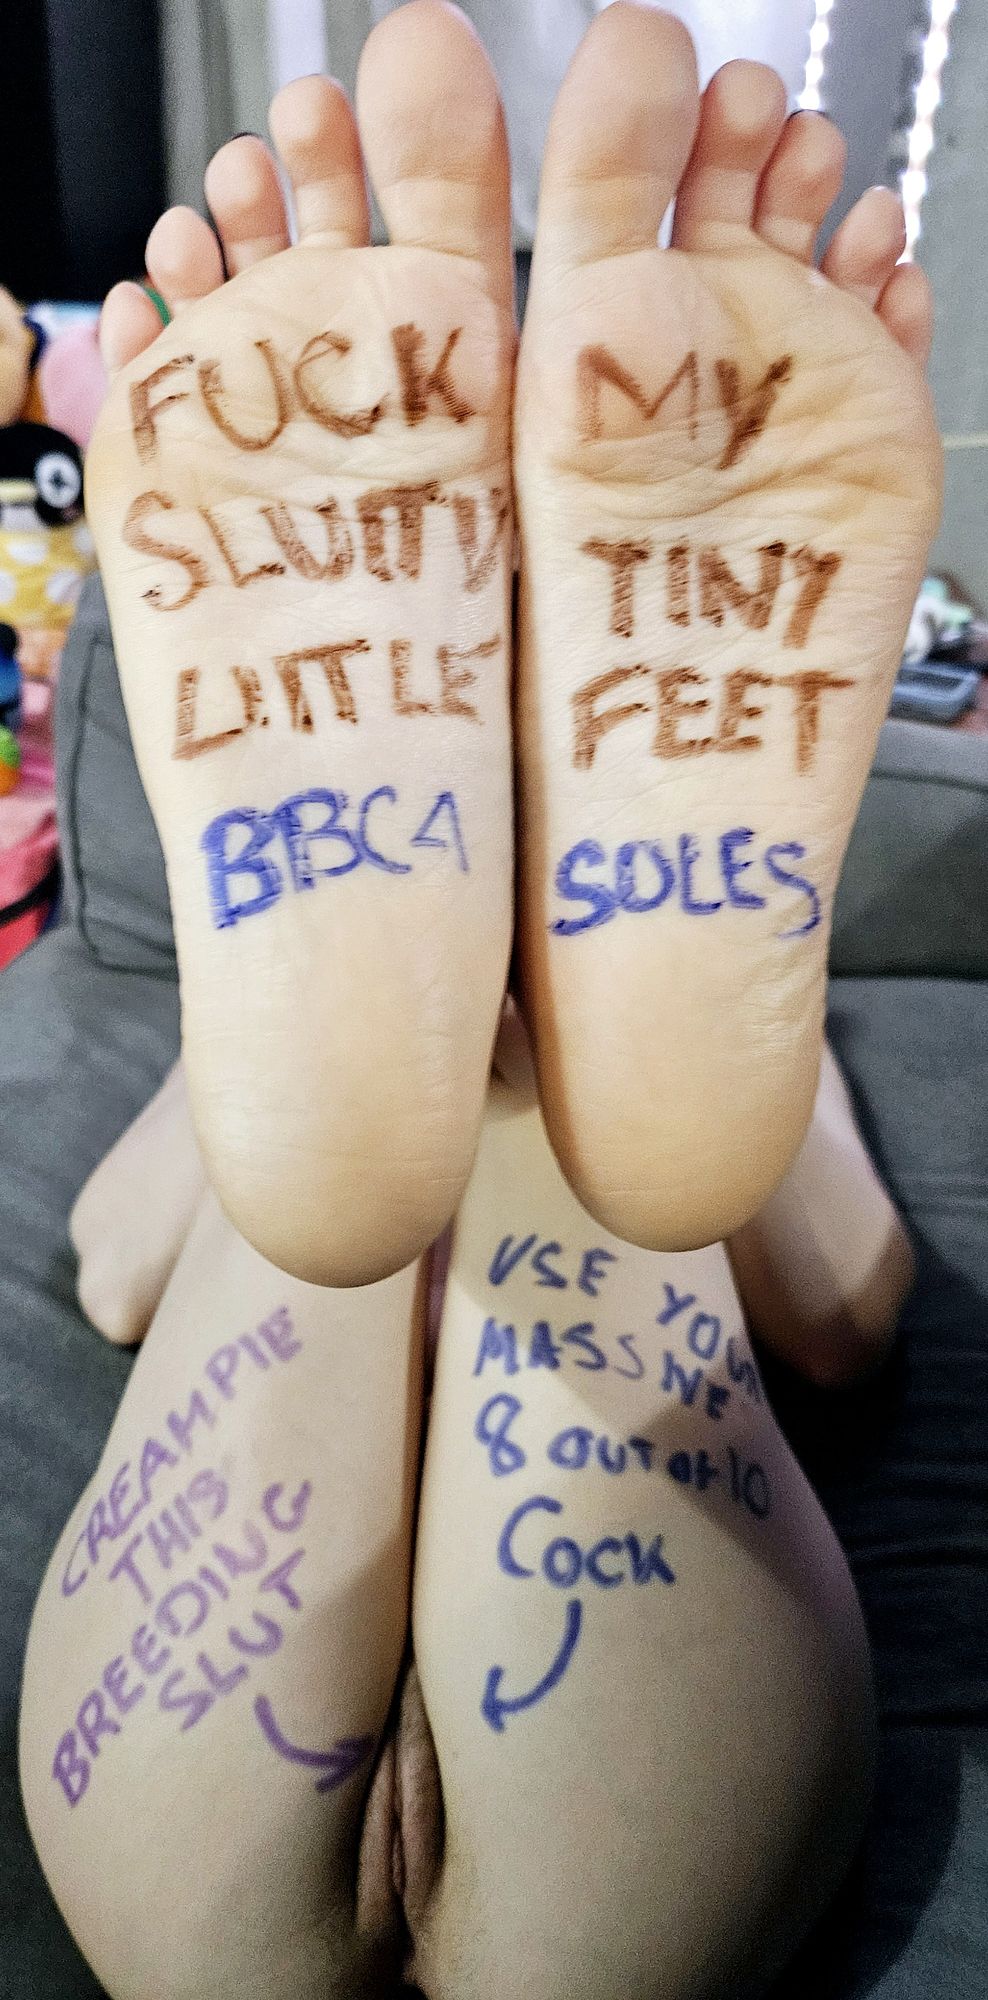 FUCK MY
SLUTTY TINY
LITTLE FEET
BBCA SOLES
CREAMPIE
THIS
BREEDING
SLUT
USE YOUR
MASSIVE
8 OUT OF 10
COCK